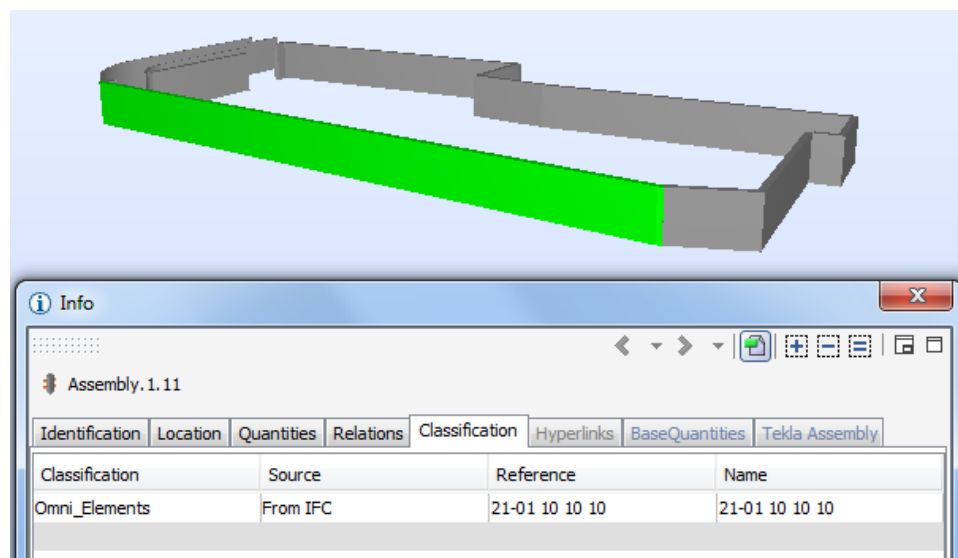 Info
Assembly.1.11
Identification Location Quantities Relations Classification Hyperlinks BaseQuantities Tekla Assembly
Classification Source Reference Name
Omni_Elements From IFC 21-01 10 10 10 21-01 10 10 10